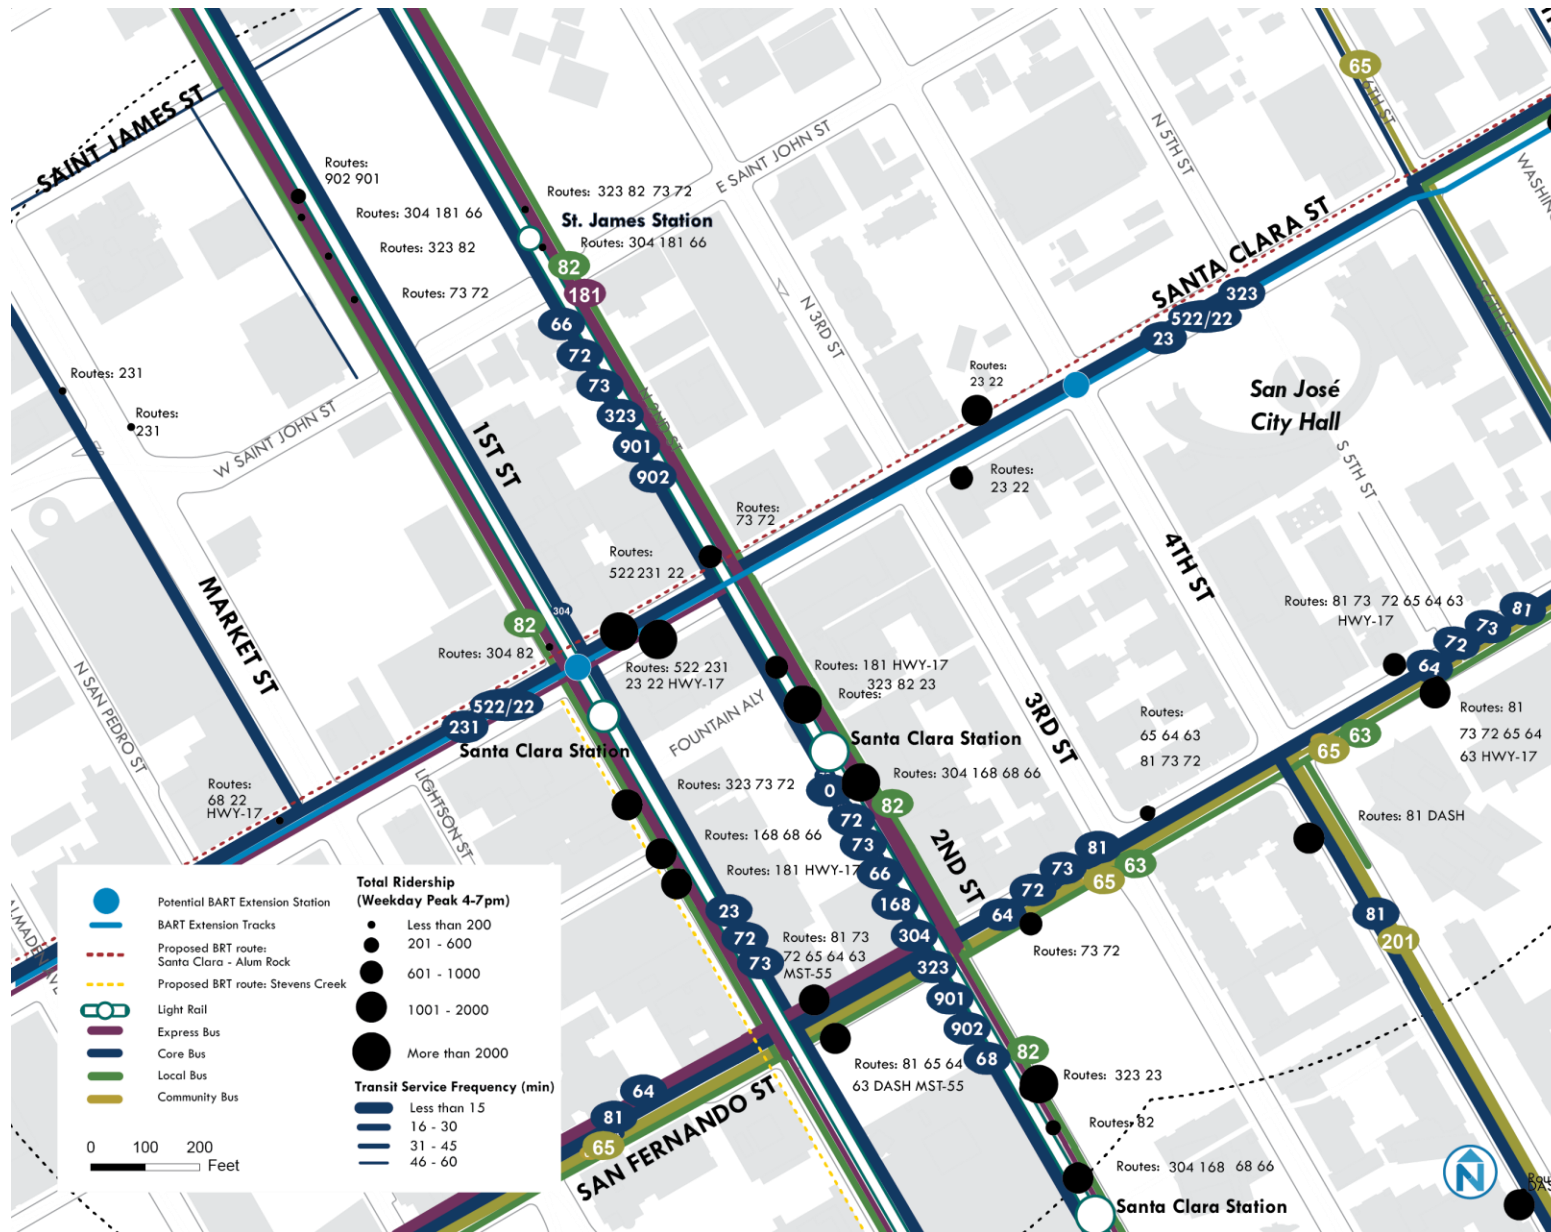 SAINT JAMES ST
Routes:
902 901
Routes: 304 181 66
Routes: 323 82
Routes: 73 72
Routes: 323 82 73 72
St. James Station
Routes: 304 181 66
82
181
66
72
73
323
901
902
N 2ND ST
E SAINT JOHN ST
N 3RD ST
N 5TH ST
65
N 6TH ST
SANTA CLARA ST
323
522/22
23
San José
City Hall
S 5TH ST
Routes: 231
Routes:
231
W SAINT JOHN ST
1ST ST
MARKET ST
N SAN PEDRO ST
Routes:
23 22
Routes:
23 22
Routes:
73 72
Routes:
522 231 22
304
82
Routes: 304 82
Routes: 522 231
23 22 HWY-17
522/22
231
Santa Clara Station
FOUNTAIN ALY
LIGHTSON ST
Routes:
68 22
HWY-17
Routes: 181 HWY-17
323 82 23
Routes:
Santa Clara Station
Routes: 304 168 68 66
3RD ST
4TH ST
Routes: 81 73 72 65 64 63
HWY-17
81
73
72
64
63
65
Routes: 81
73 72 65 64
63 HWY-17
Routes:
65 64 63
81 73 72
Routes: 81 DASH
Routes: 323 73 72
Routes: 168 68 66
Routes: 181 HWY-17
0
82
72
73
66
168
304
323
901
902
68
82
2ND ST
81
73
72
64
63
65
Routes: 73 72
81
201
23
72
73
Routes: 81 73
72 65 64 63
MST-55
Routes: 81 65 64
63 DASH MST-55
Routes: 323 23
Routes: 82
Routes: 304 168 68 66
Santa Clara Station
64
81
65
SAN FERNANDO ST
Potential BART Extension Station
BART Extension Tracks
Proposed BRT route:
Santa Clara - Alum Rock
Proposed BRT route: Stevens Creek
Light Rail
Express Bus
Core Bus
Local Bus
Community Bus
0 100 200
Feet
Total Ridership
(Weekday Peak 4-7pm)
Less than 200
201 - 600
601 - 1000
1001 - 2000
More than 2000
Transit Service Frequency (min)
Less than 15
16 - 30
31 - 45
46 - 60
N